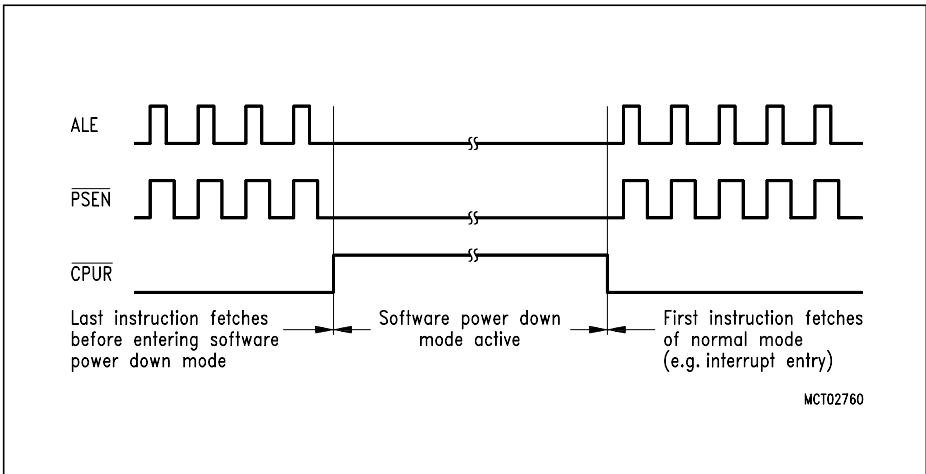 ALE
PSEN
CPUR
Last instruction fetches
before entering software
power down mode
Software power down
mode active
First instruction fetches
of normal mode
(e.g. interrupt entry)
MCT02760